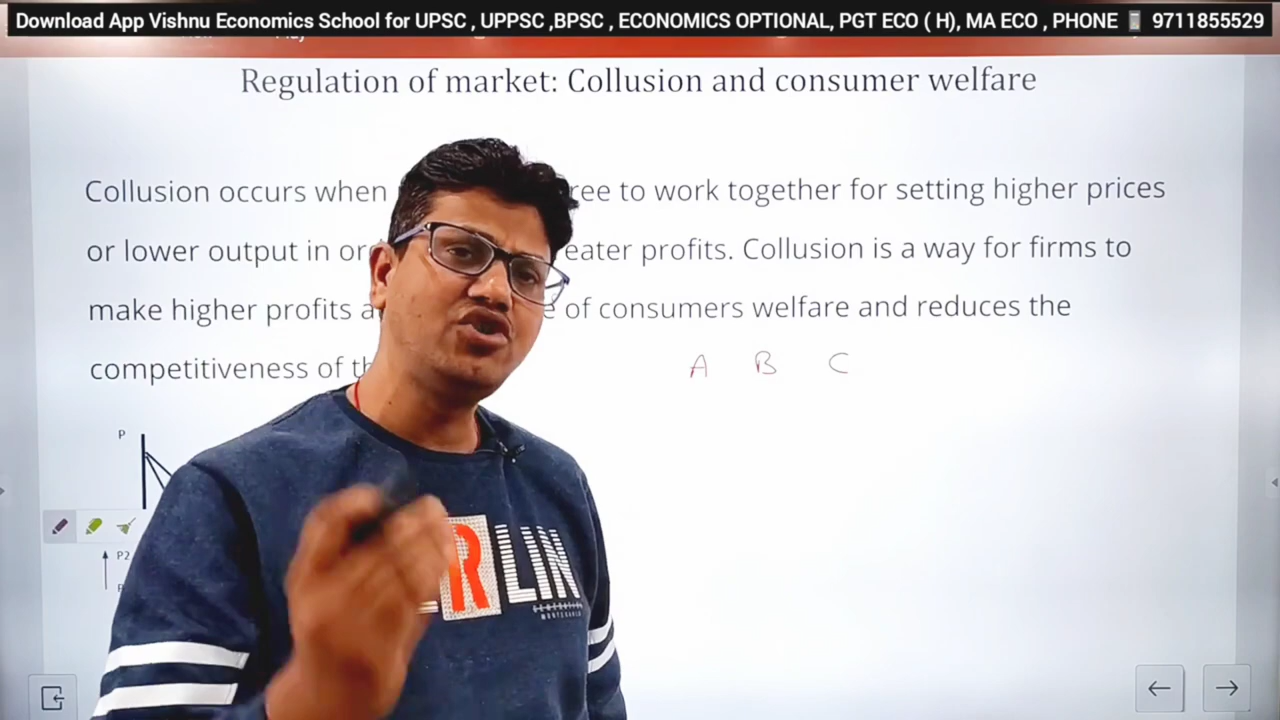 Download App Vishnu Economics School for UPSC , UPPSC ,BPSC , ECONOMICS OPTIONAL, PGT ECO ( H), MA ECO , PHONE 📱 9711855529
Regulation of market: Collusion and consumer welfare
Collusion occurs when ree to work together for setting higher prices
or lower output in or eater profits. Collusion is a way for firms to
make higher profits a e of consumers welfare and reduces the
competitiveness of t
A B C
P
P2
RLIN